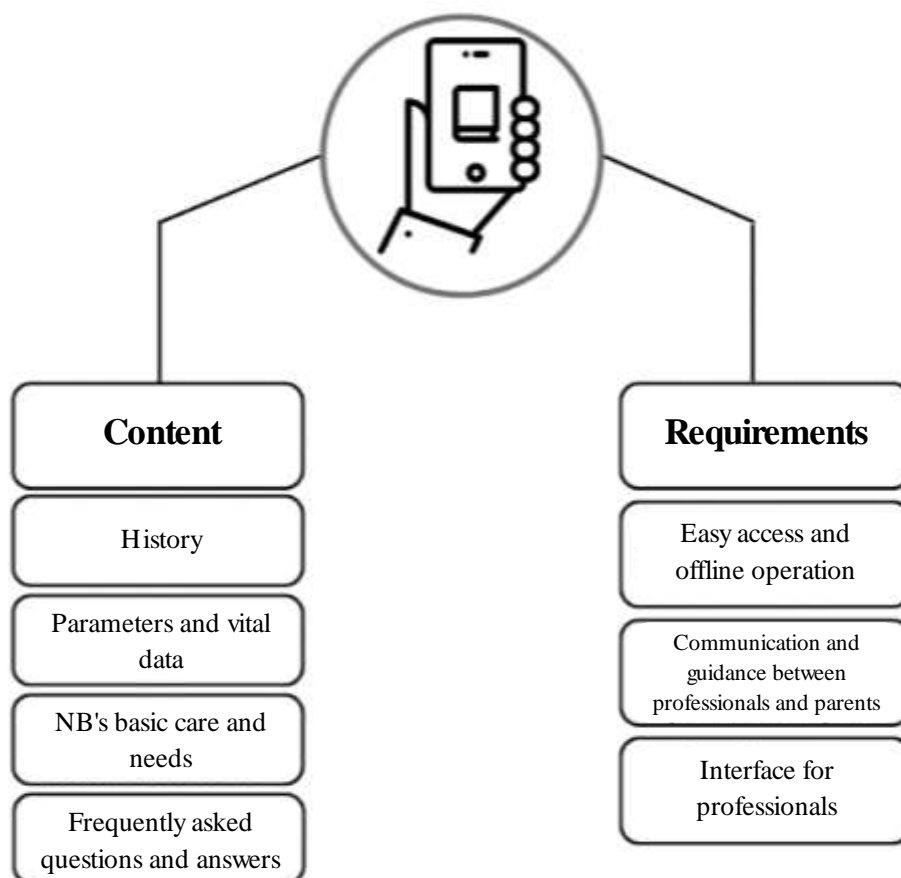 Content
History
Parameters and vital
data
NB's basic care and
needs
Frequently asked
questions and answers
Requirements
Easy access and
offline operation
Communication and
guidance between
professionals and parents
Interface for
professionals